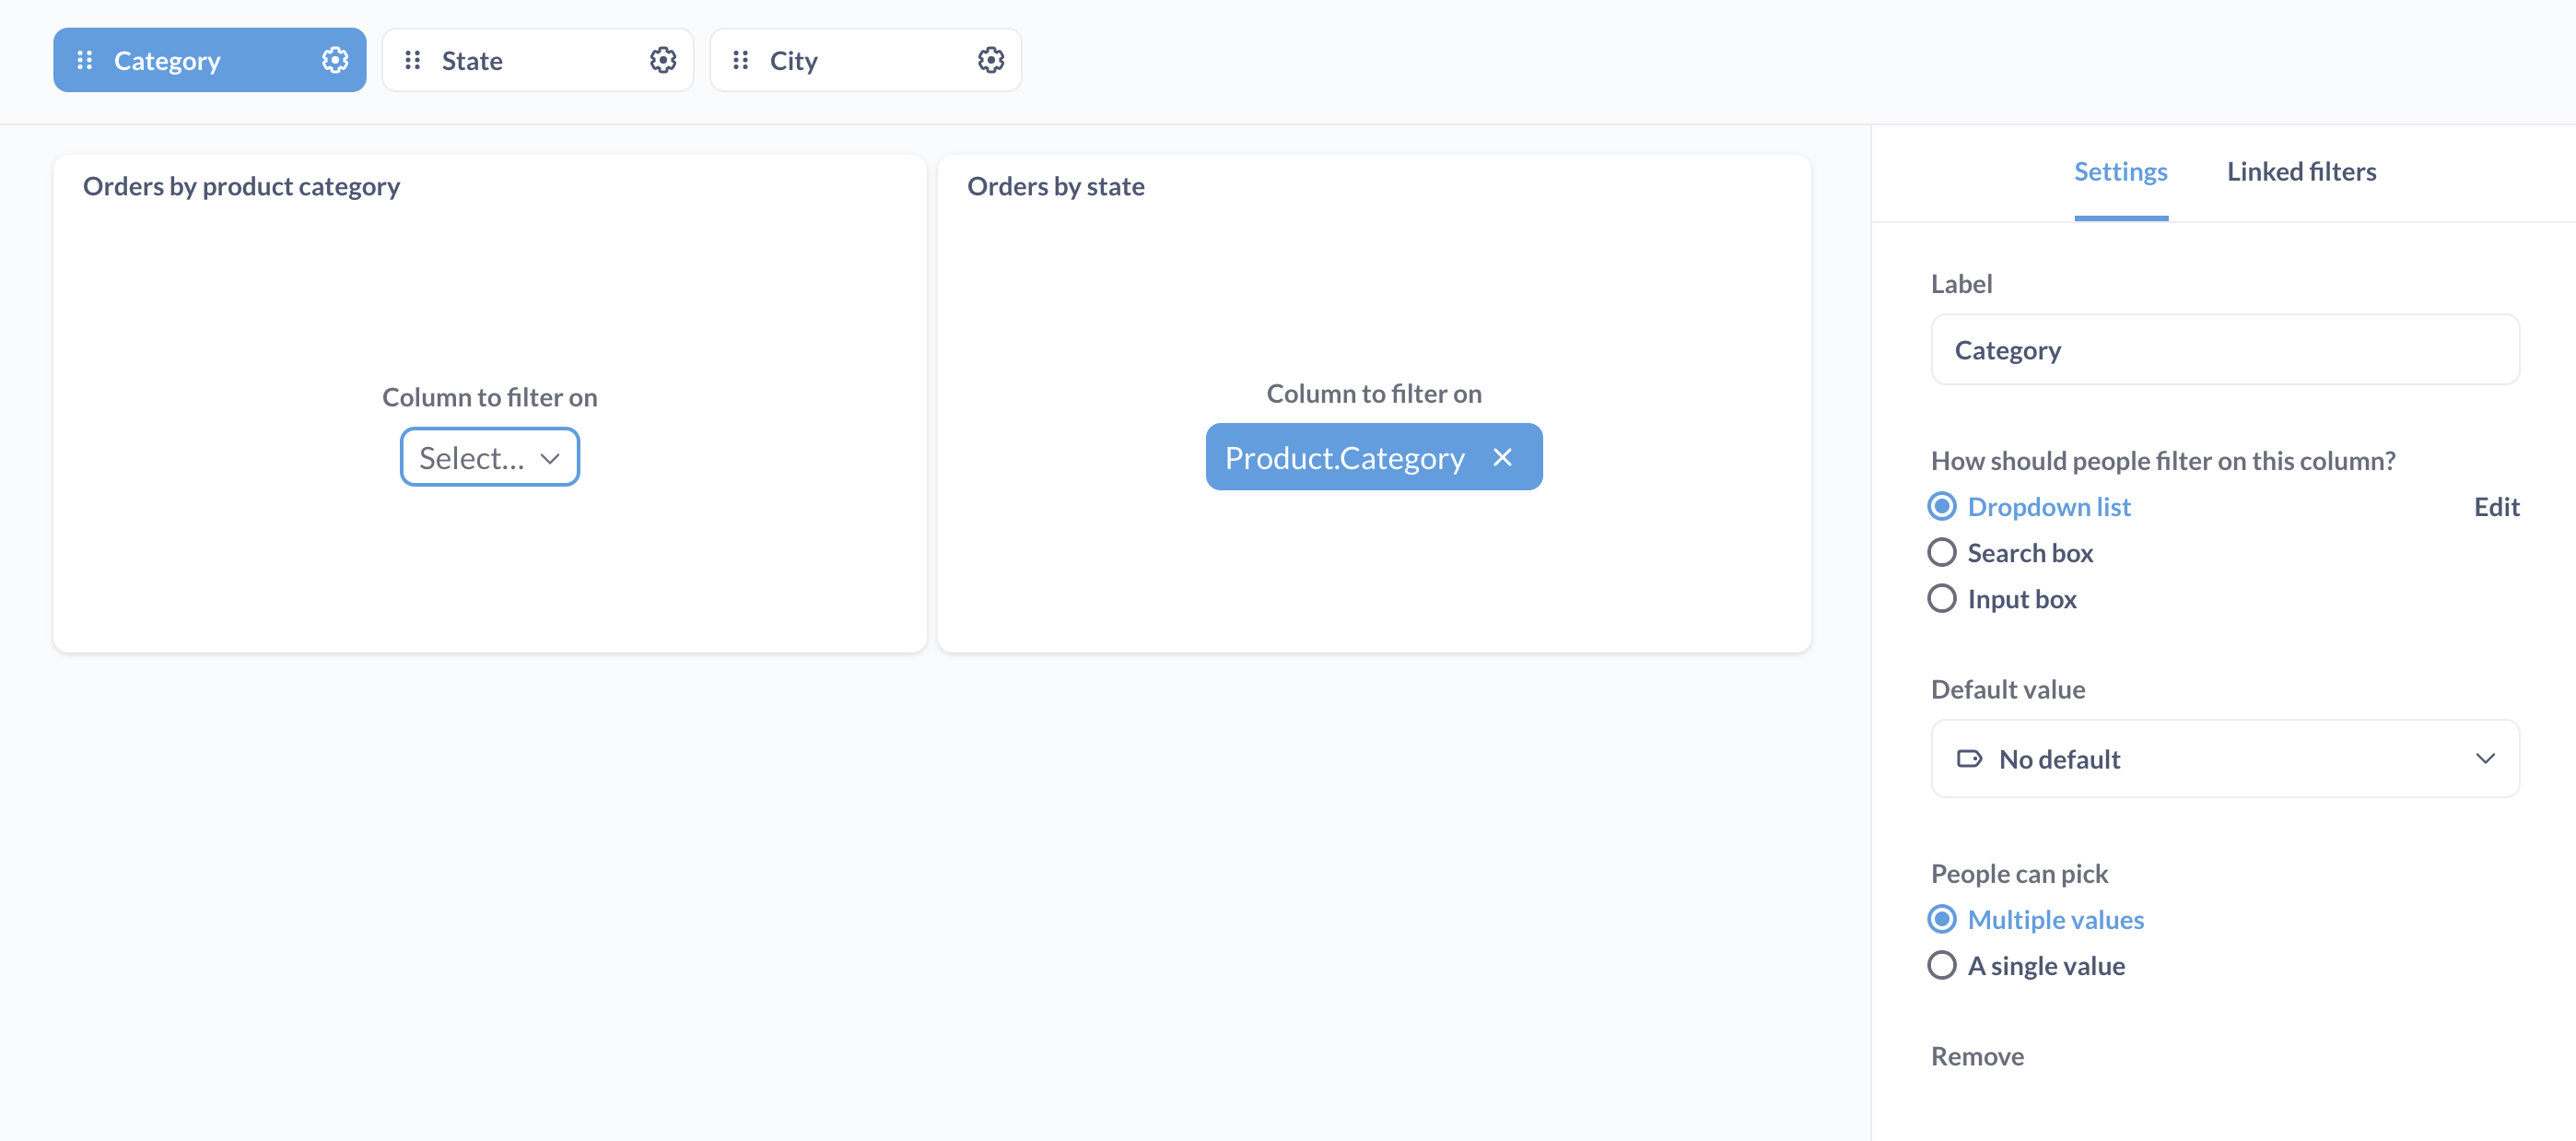 Category
State
City
Orders by product category
Column to filter on
Select...
Orders by state
Column to filter on
Product.Category
Settings
Linked filters
Label
Category
How should people filter on this column?
Dropdown list
Edit
Search box
Input box
Default value
No default
People can pick
Multiple values
A single value
Remove